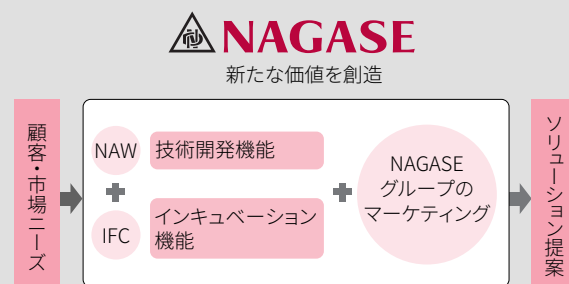 NAGASE
新たな価値を創造
顧客・市場ニーズ
NAW
技術開発機能
IFC
インキュベーション
機能
NAGASE
グループの
マーケティング
ソリューション提案